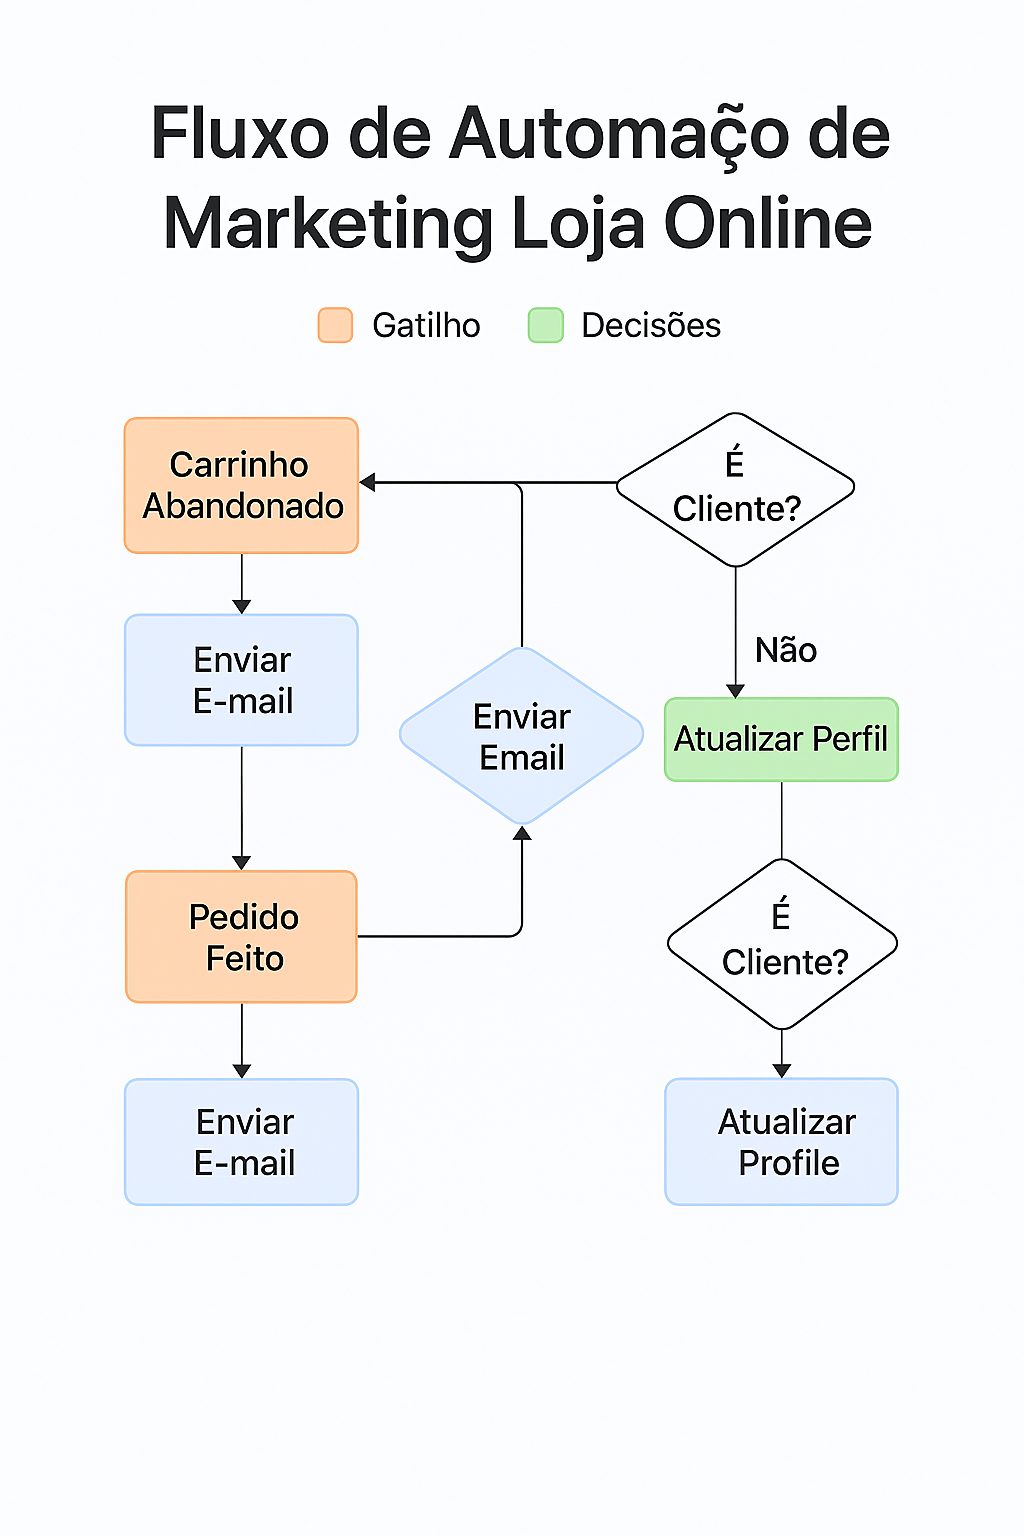 Fluxo de Automaç̃o de
Marketing Loja Online
Gatilho
Decisões
Carrinho
Abandonado
É
Cliente?
Enviar
E-mail
Não
Enviar
Email
Atualizar Perfil
Pedido
Feito
É
Cliente?
Enviar
E-mail
Atualizar
Profile